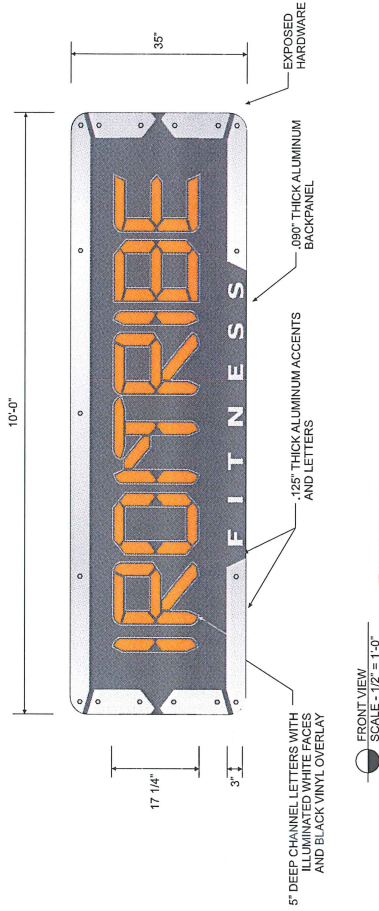 10'-0"
35"
17 1/4"
3"
IRONTRIBE
FITNESS
EXPOSED
HARDWARE
.090" THICK ALUMINUM
BACKPANEL
.125" THICK ALUMINUM ACCENTS
AND LETTERS
5" DEEP CHANNEL LETTERS WITH
ILLUMINATED WHITE FACES
AND BLACK VINYL OVERLAY
FRONT VIEW
SCALE - 1/2" = 1'-0"